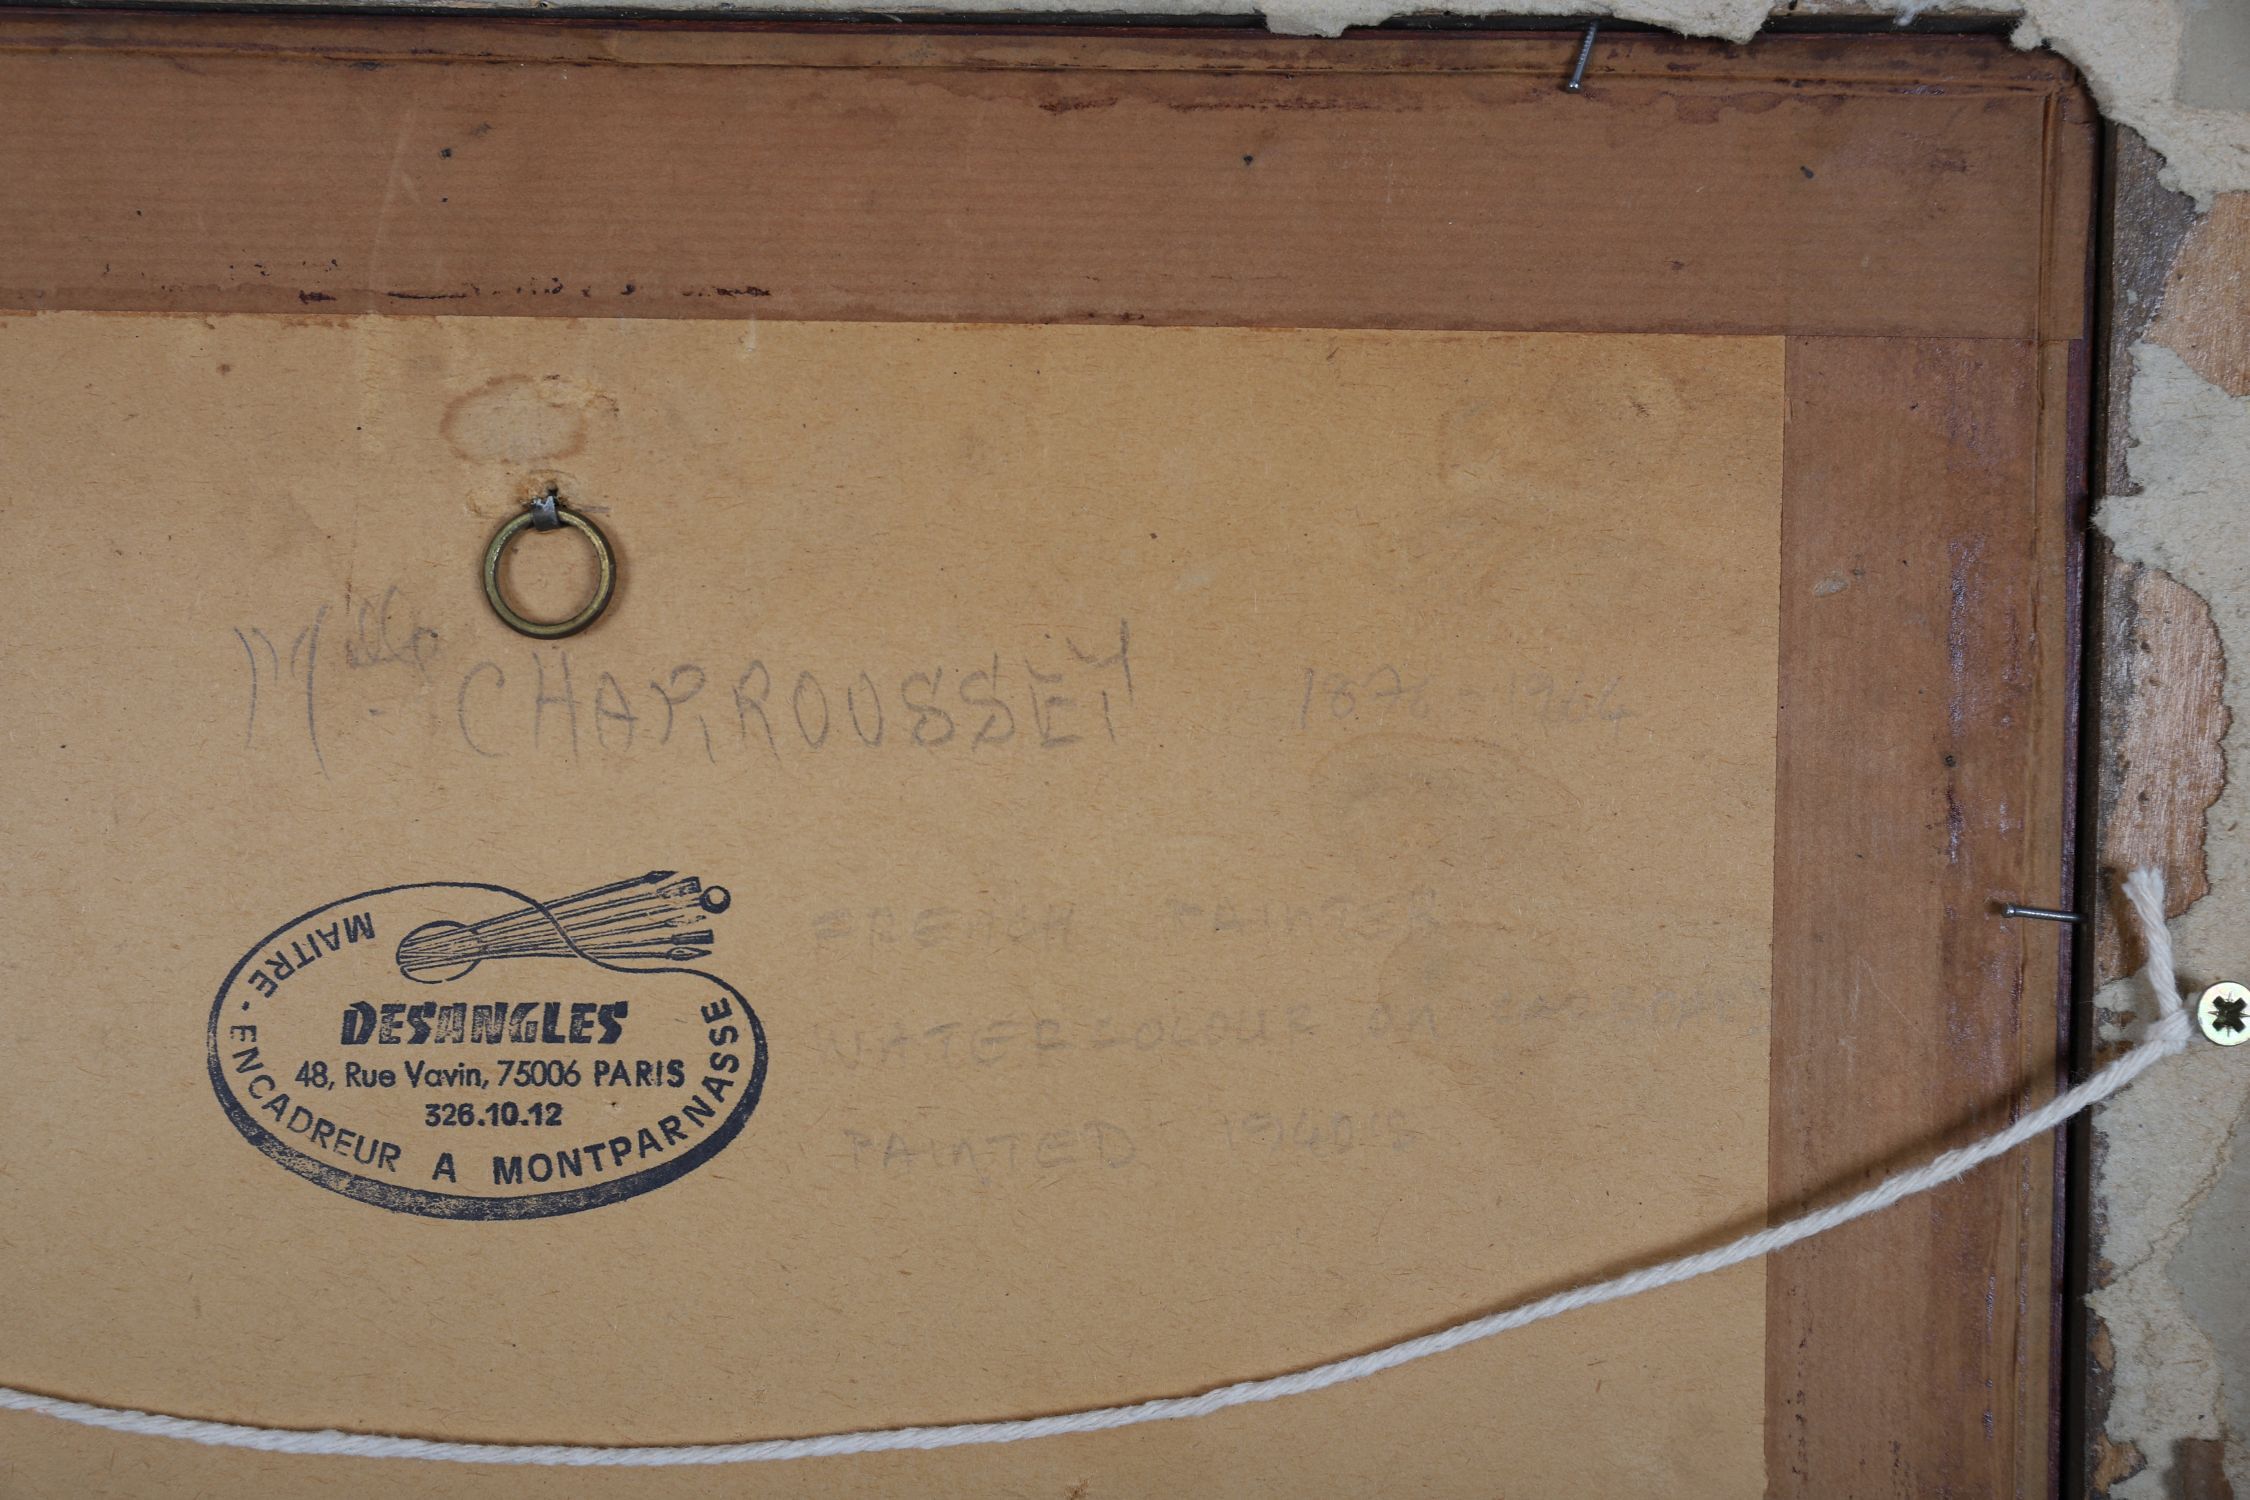 Mlle CHARROUSSET
MAITRE - ENCADREUR A MONTPARNASSE
DESANGLES
48, Rue Vavin, 75006 PARIS
326.10.12
FRENCH PAINTER
WATERCOLOUR ON
PAINTED 1940S